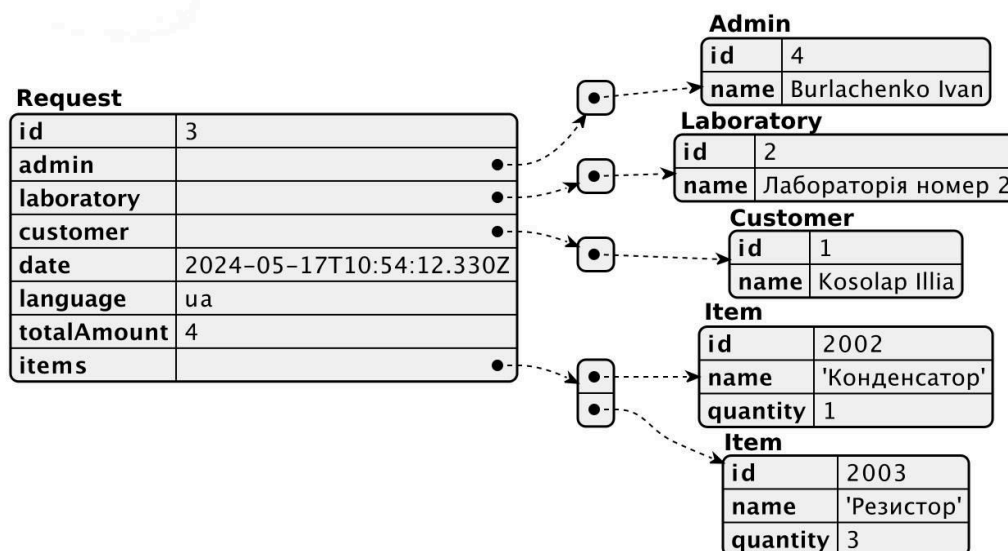 Request
id 3
admin
laboratory
customer
date 2024-05-17T10:54:12.330Z
language ua
totalAmount 4
items
Admin
id 4
name Burlachenko Ivan
Laboratory
id 2
name Лабораторія номер 2
Customer
id 1
name Kosolap Illia
Item
id 2002
name 'Конденсатор'
quantity 1
Item
id 2003
name 'Резистор'
quantity 3